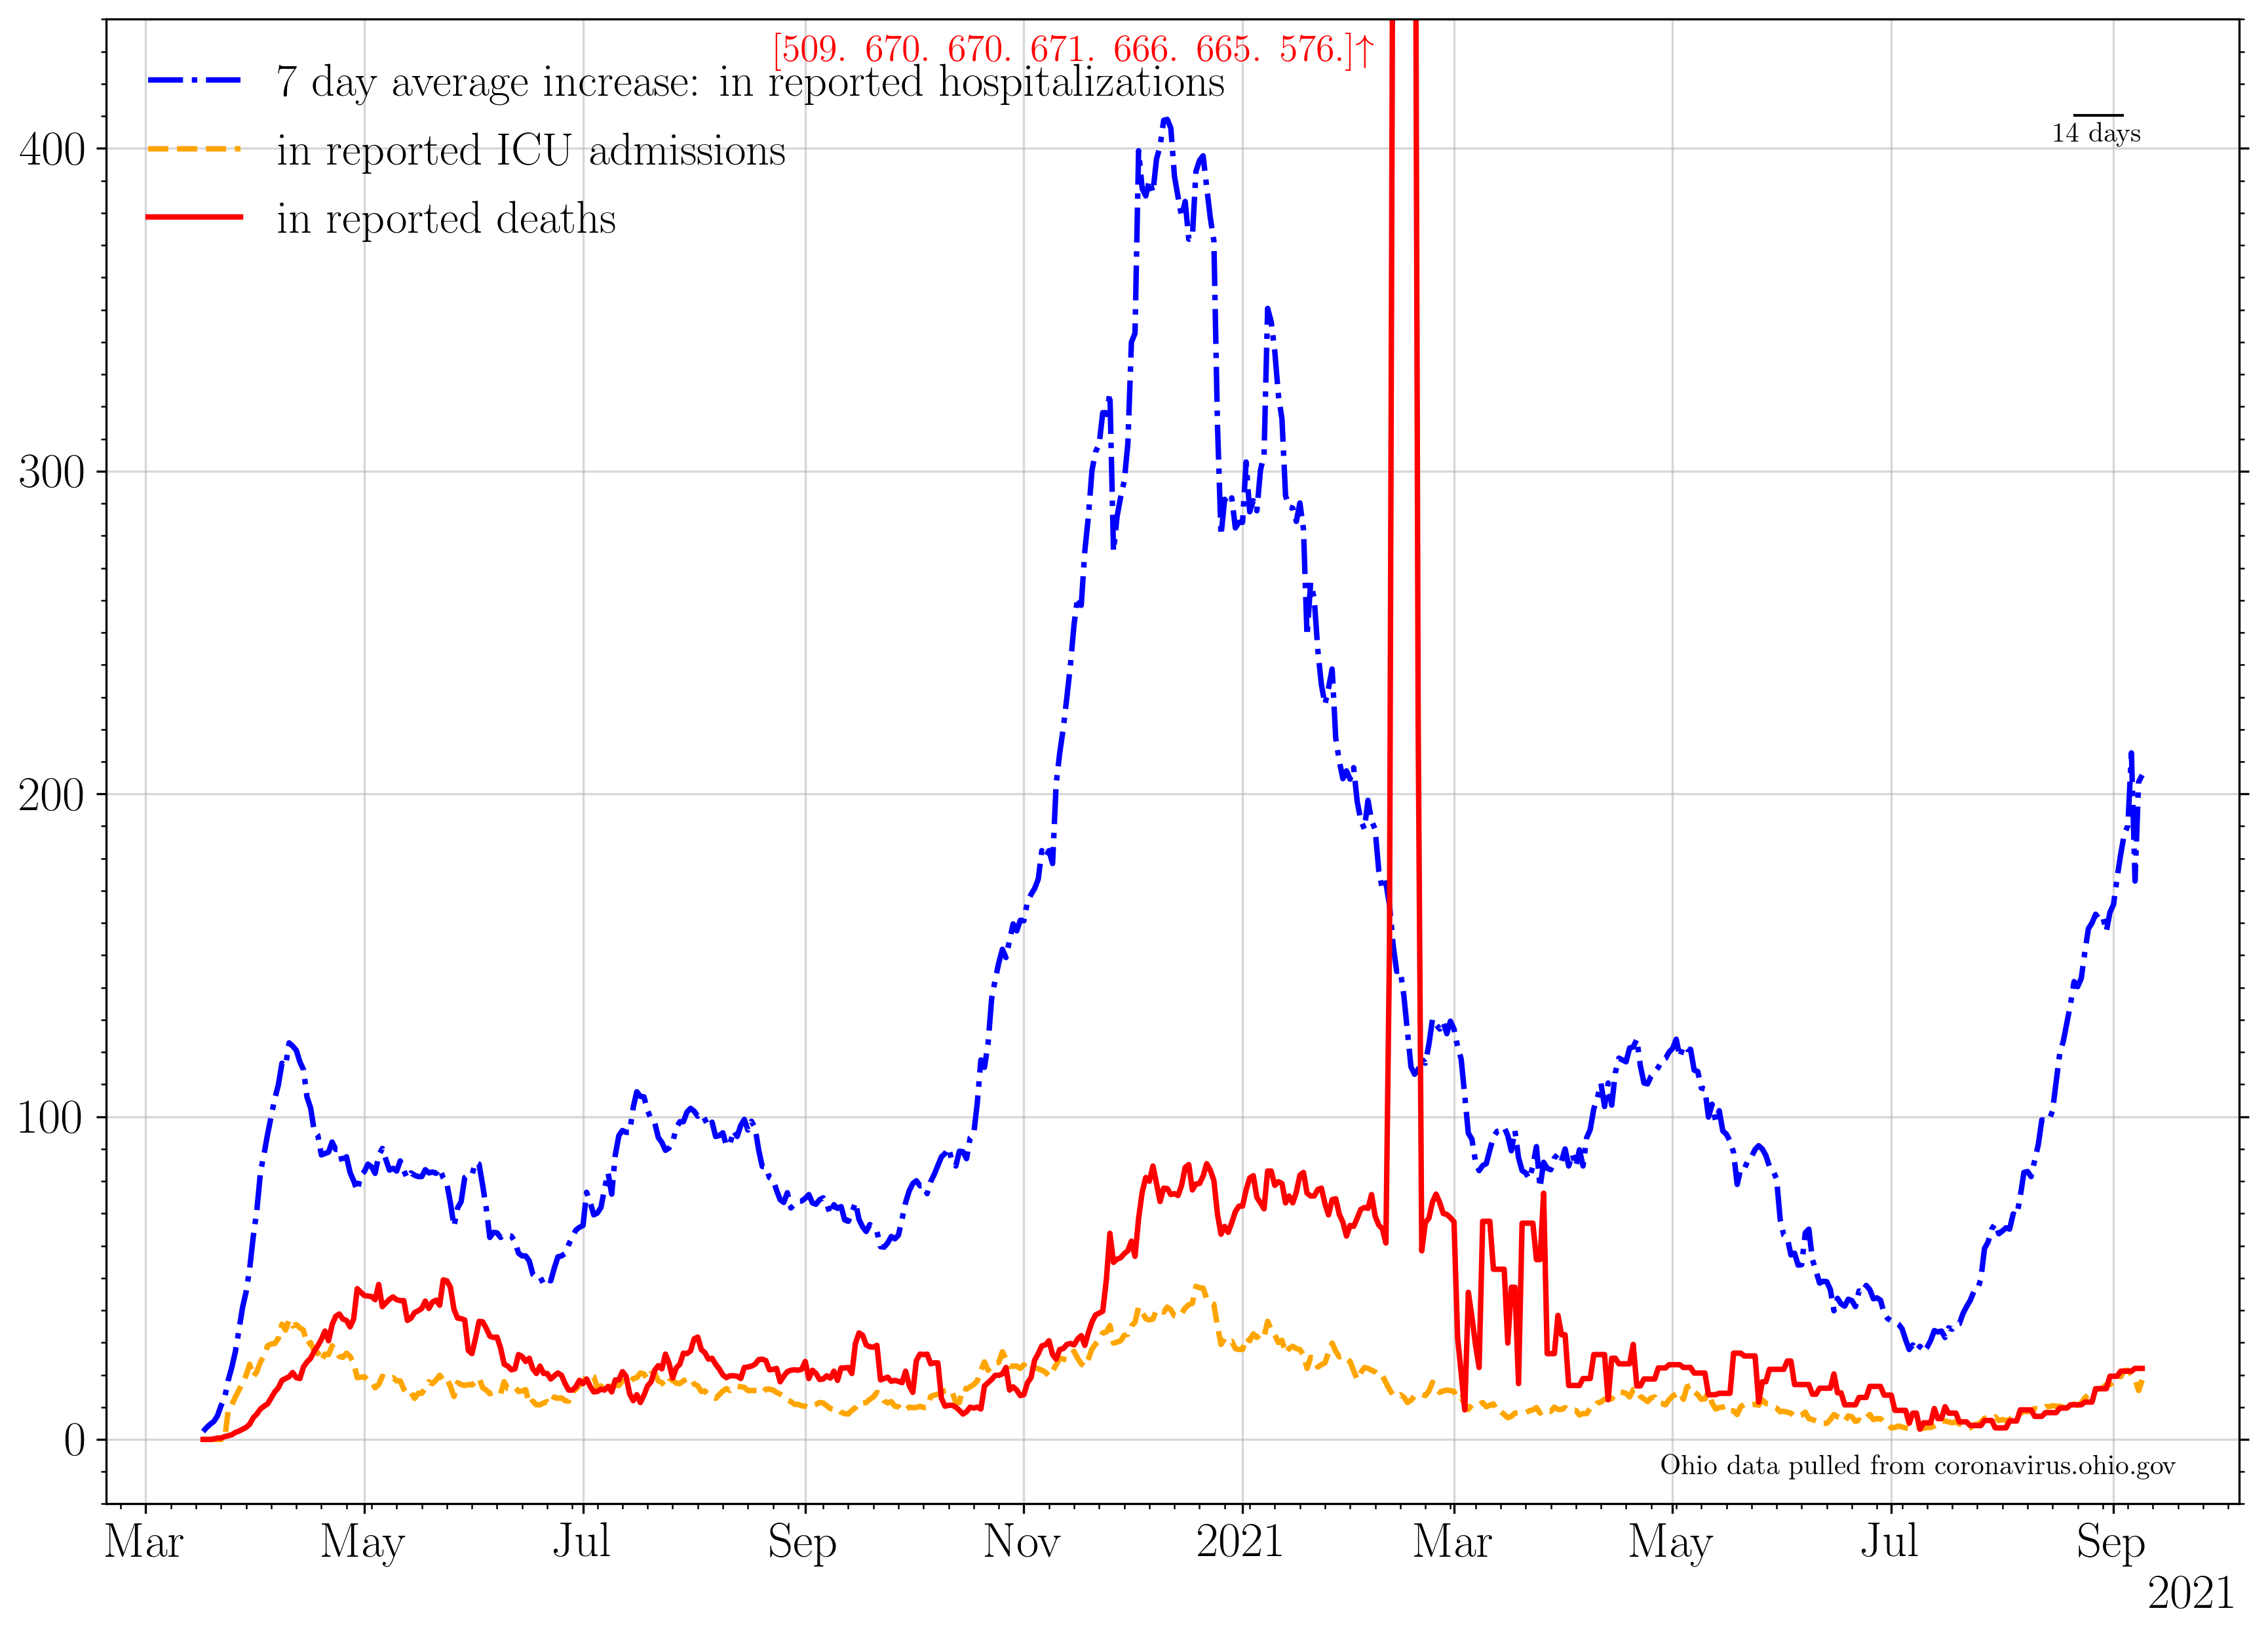 [509. 670. 670. 671. 666. 665. 576.]↑
7 day average increase: in reported hospitalizations
in reported ICU admissions
in reported deaths
14 days
400
300
200
100
0
Ohio data pulled from coronavirus.ohio.gov
Mar May Jul Sep Nov 2021 Mar May Jul Sep
2021